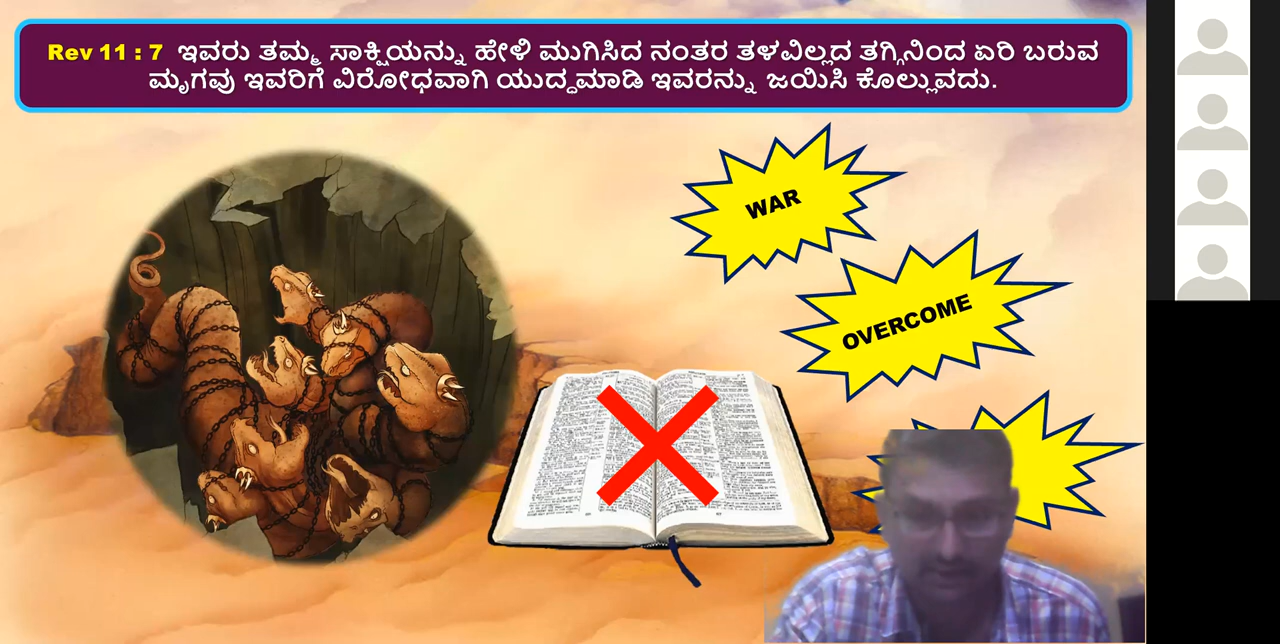 Rev 11 : 7 ಇವರು ತಮ್ಮ ಸಾಕ್ಷಿಯನ್ನು ಹೇಳಿ ಮುಗಿಸಿದ ನಂತರ ತಳವಿಲ್ಲದ ತಗ್ಗಿನಿಂದ ಏರಿ ಬರುವ
ಮೃಗವು ಇವರಿಗೆ ವಿರೋಧವಾಗಿ ಯುದ್ಧಮಾಡಿ ಇವರನ್ನು ಜಯಿಸಿ ಕೊಲ್ಲುವದು.
WAR
OVERCOME